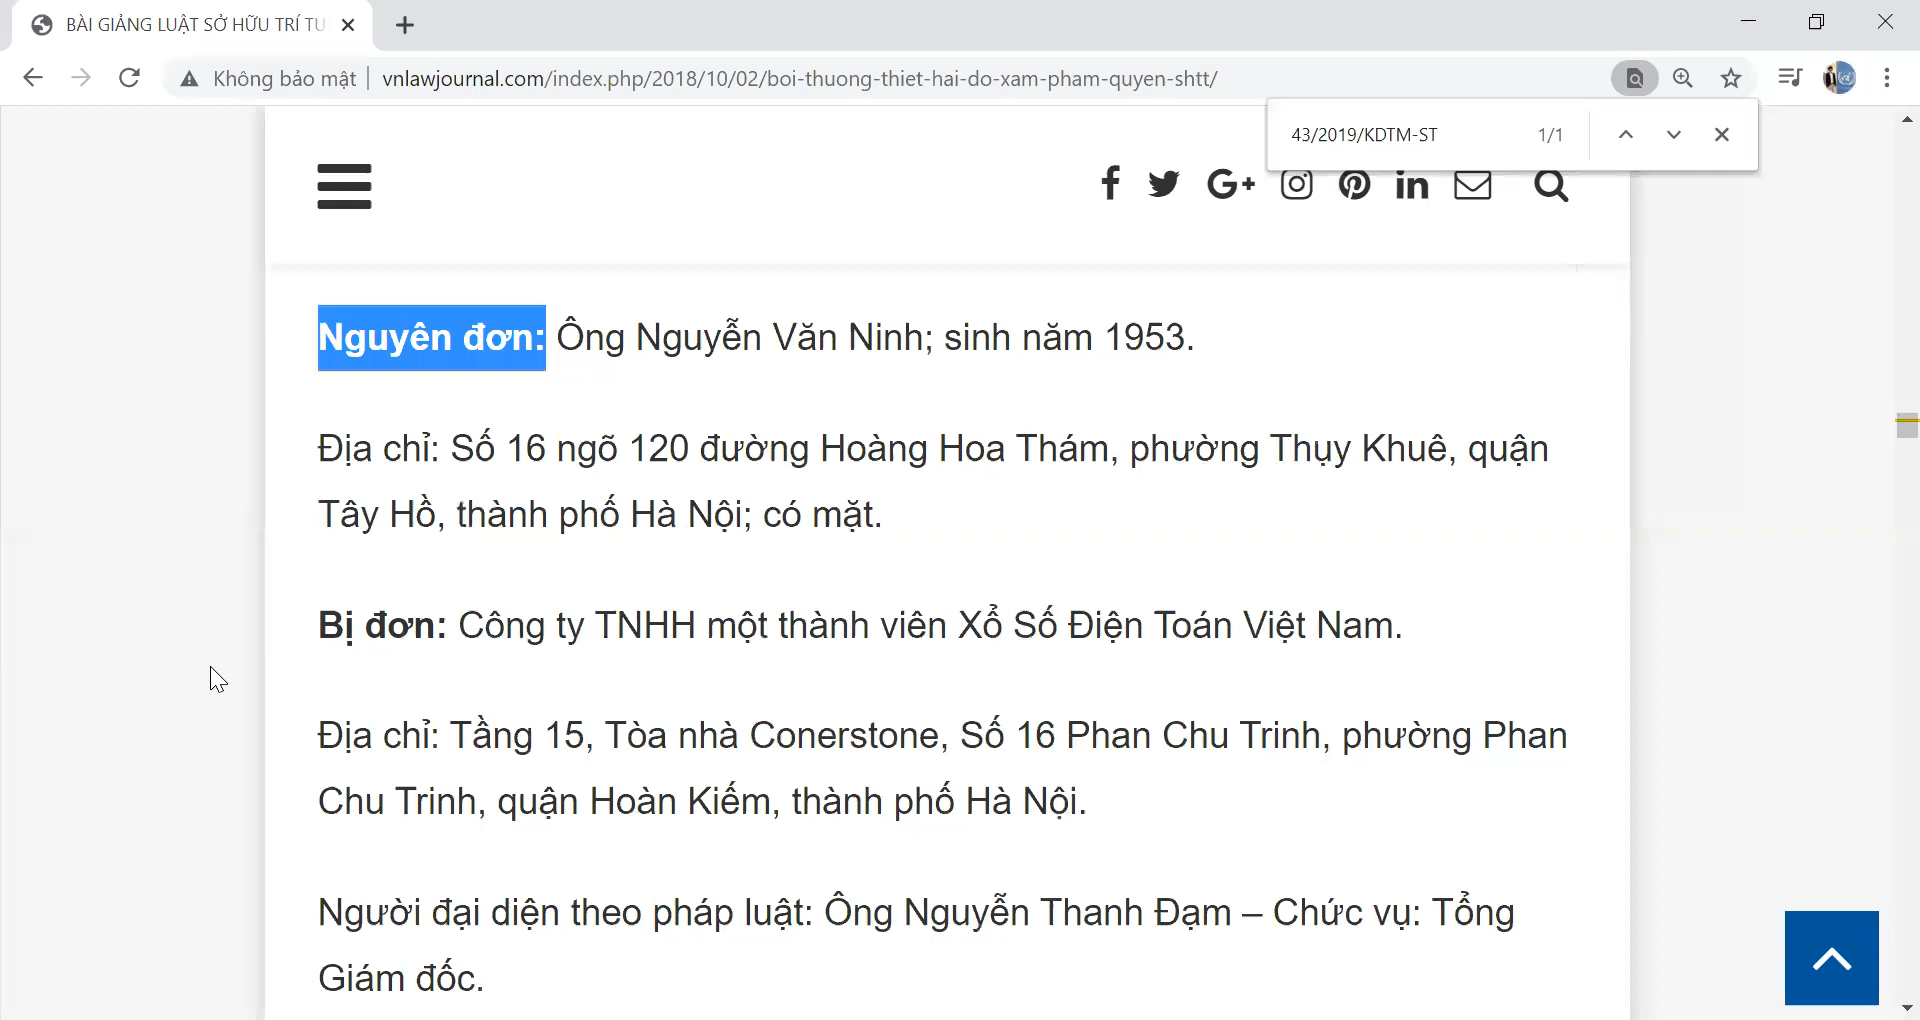 BÀI GIẢNG LUẬT SỞ HỮU TRÍ TU
Không bảo mật | vnlawjournal.com/index.php/2018/10/02/boi-thuong-thiet-hai-do-xam-pham-quyen-shtt/
43/2019/KDTM-ST 1/1
Nguyên đơn: Ông Nguyễn Văn Ninh; sinh năm 1953.
Địa chỉ: Số 16 ngõ 120 đường Hoàng Hoa Thám, phường Thụy Khuê, quận
Tây Hồ, thành phố Hà Nội; có mặt.
Bị đơn: Công ty TNHH một thành viên Xổ Số Điện Toán Việt Nam.
Địa chỉ: Tầng 15, Tòa nhà Conerstone, Số 16 Phan Chu Trinh, phường Phan
Chu Trinh, quận Hoàn Kiếm, thành phố Hà Nội.
Người đại diện theo pháp luật: Ông Nguyễn Thanh Đạm – Chức vụ: Tổng
Giám đốc.